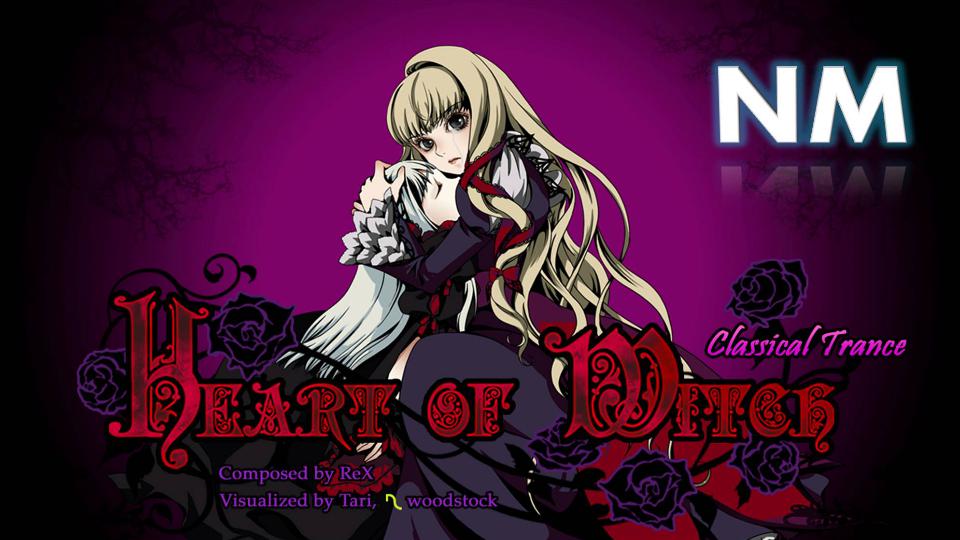 NM
Classical Trance
Heart of Witch
Composed by ReX
Visualized by Tari, woodstock